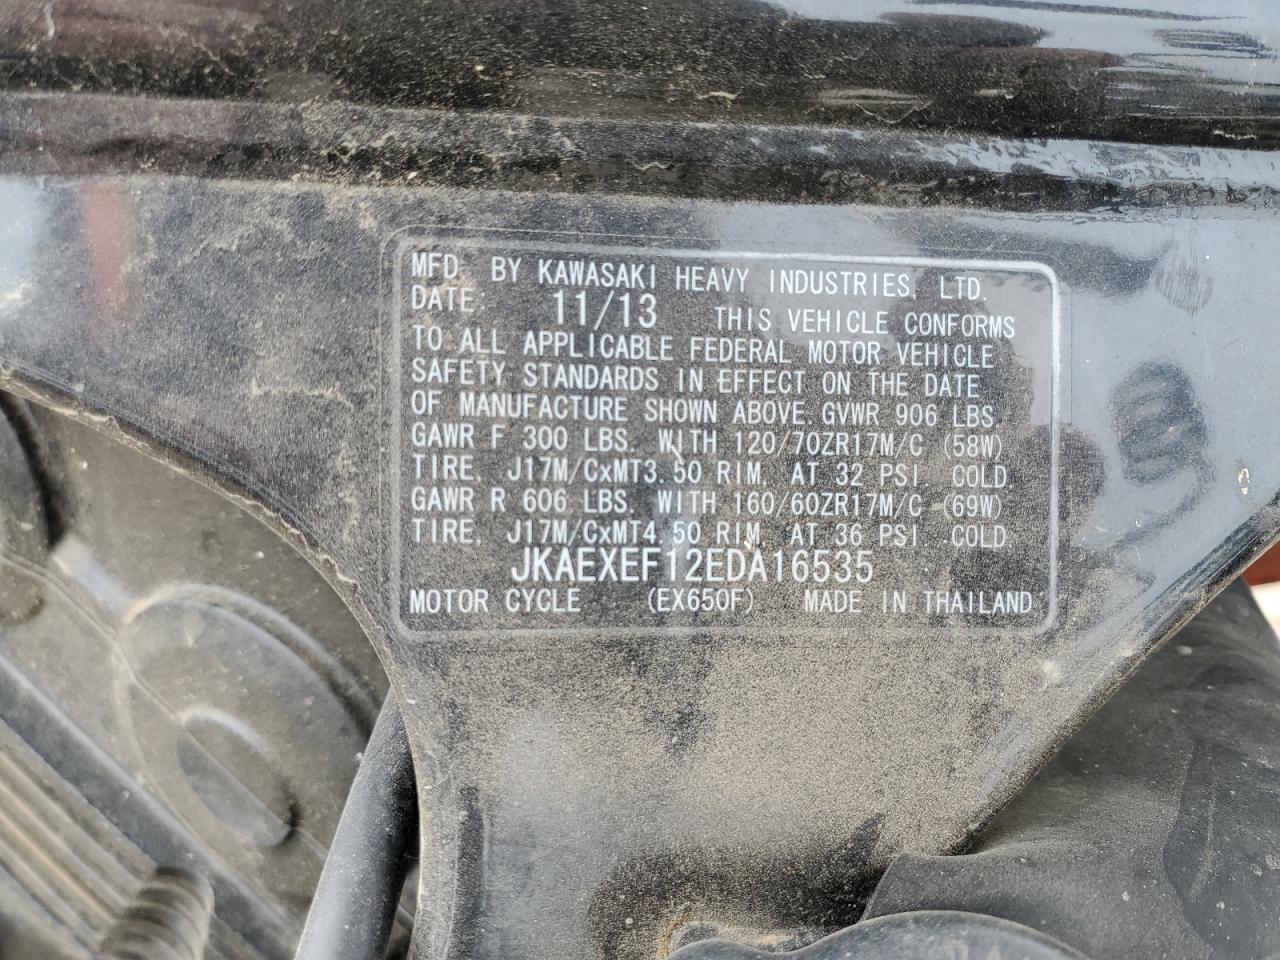 MFD. BY KAWASAKI HEAVY INDUSTRIES, LTD.
DATE: 11/13 THIS VEHICLE CONFORMS
TO ALL APPLICABLE FEDERAL MOTOR VEHICLE
SAFETY STANDARDS IN EFFECT ON THE DATE
OF MANUFACTURE SHOWN ABOVE. GVWR 906 LBS.
GAWR F 300 LBS. WITH 120/70ZR17M/C (58W)
TIRE, J17M/CxMT3.50 RIM, AT 32 PSI COLD.
GAWR R 606 LBS. WITH 160/60ZR17M/C (69W)
TIRE, J17M/CxMT4.50 RIM, AT 36 PSI COLD
JKAEXEF12EDA16535
MOTOR CYCLE (EX650F) MADE IN THAILAND